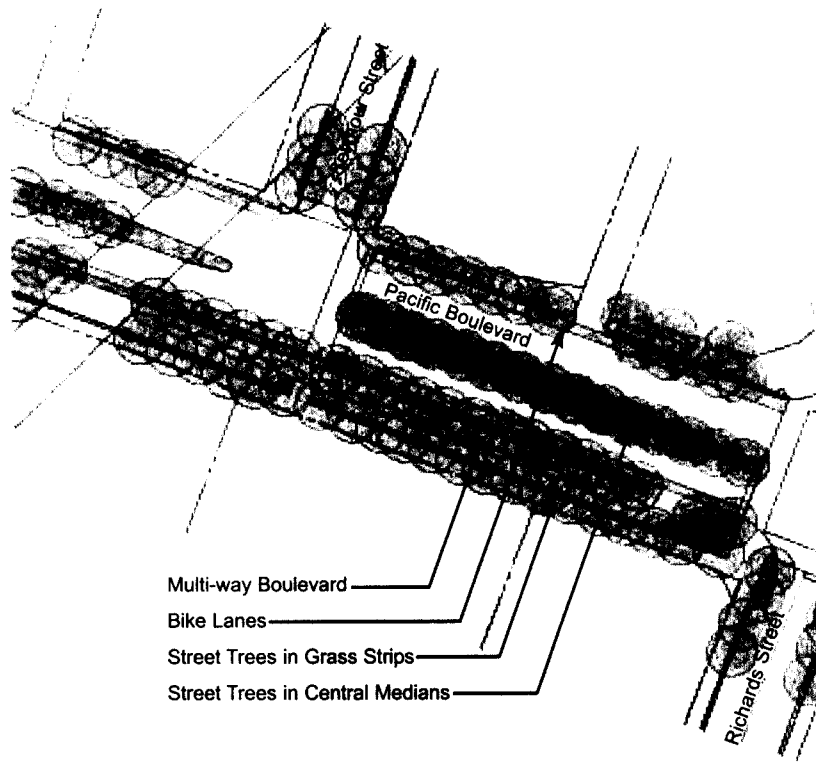 Street
Pacific Boulevard
Multi-way Boulevard
Bike Lanes
Street Trees in Grass Strips
Street Trees in Central Medians
Richards Street